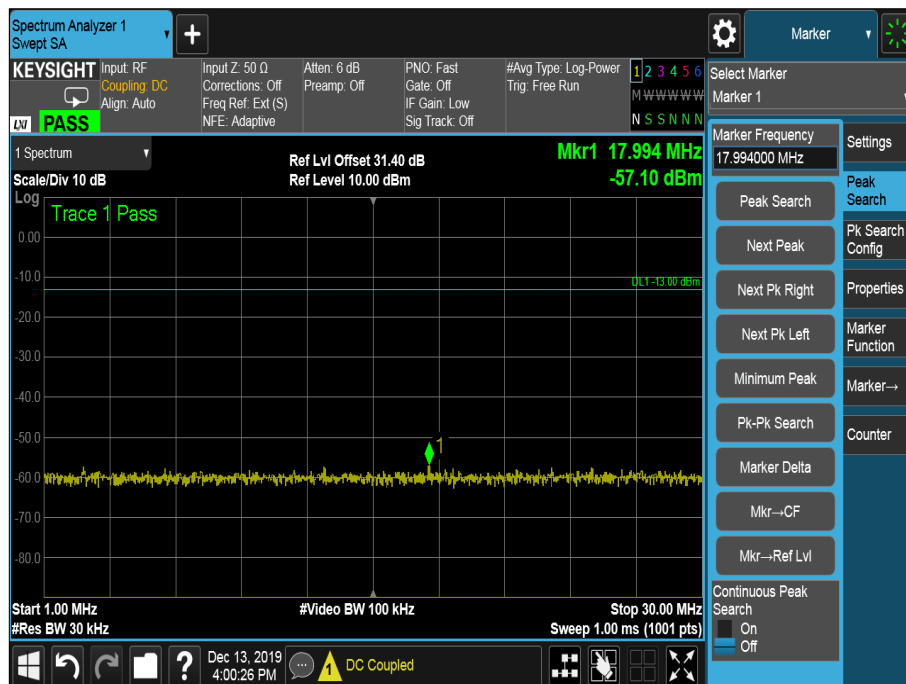 Spectrum Analyzer 1
Swept SA
Marker
KEYSIGHT
Input: RF
Coupling: DC
Align: Auto
LXI
PASS
Input Z: 50 Ω
Corrections: Off
Freq Ref: Ext (S)
NFE: Adaptive
Atten: 6 dB
Preamp: Off
PNO: Fast
Gate: Off
IF Gain: Low
Sig Track: Off
#Avg Type: Log-Power
Trig: Free Run
1 2 3 4 5 6
M W W W W W
N S S N N N
Select Marker
Marker 1
1 Spectrum
Scale/Div 10 dB
Ref Lvl Offset 31.40 dB
Ref Level 10.00 dBm
Mkr1 17.994 MHz
-57.10 dBm
Log
Trace 1 Pass
0.00
-10.0
DL1 -13.00 dBm
-20.0
-30.0
-40.0
-50.0
1
-60.0
-70.0
-80.0
Start 1.00 MHz
#Res BW 30 kHz
#Video BW 100 kHz
Stop 30.00 MHz
Sweep 1.00 ms (1001 pts)
Marker Frequency
17.994000 MHz
Peak Search
Next Peak
Next Pk Right
Next Pk Left
Minimum Peak
Pk-Pk Search
Marker Delta
Mkr→CF
Mkr→Ref Lvl
Continuous Peak
Search
On
Off
Settings
Peak
Search
Pk Search
Config
Properties
Marker
Function
Marker→
Counter
?
Dec 13, 2019
4:00:26 PM
1
DC Coupled